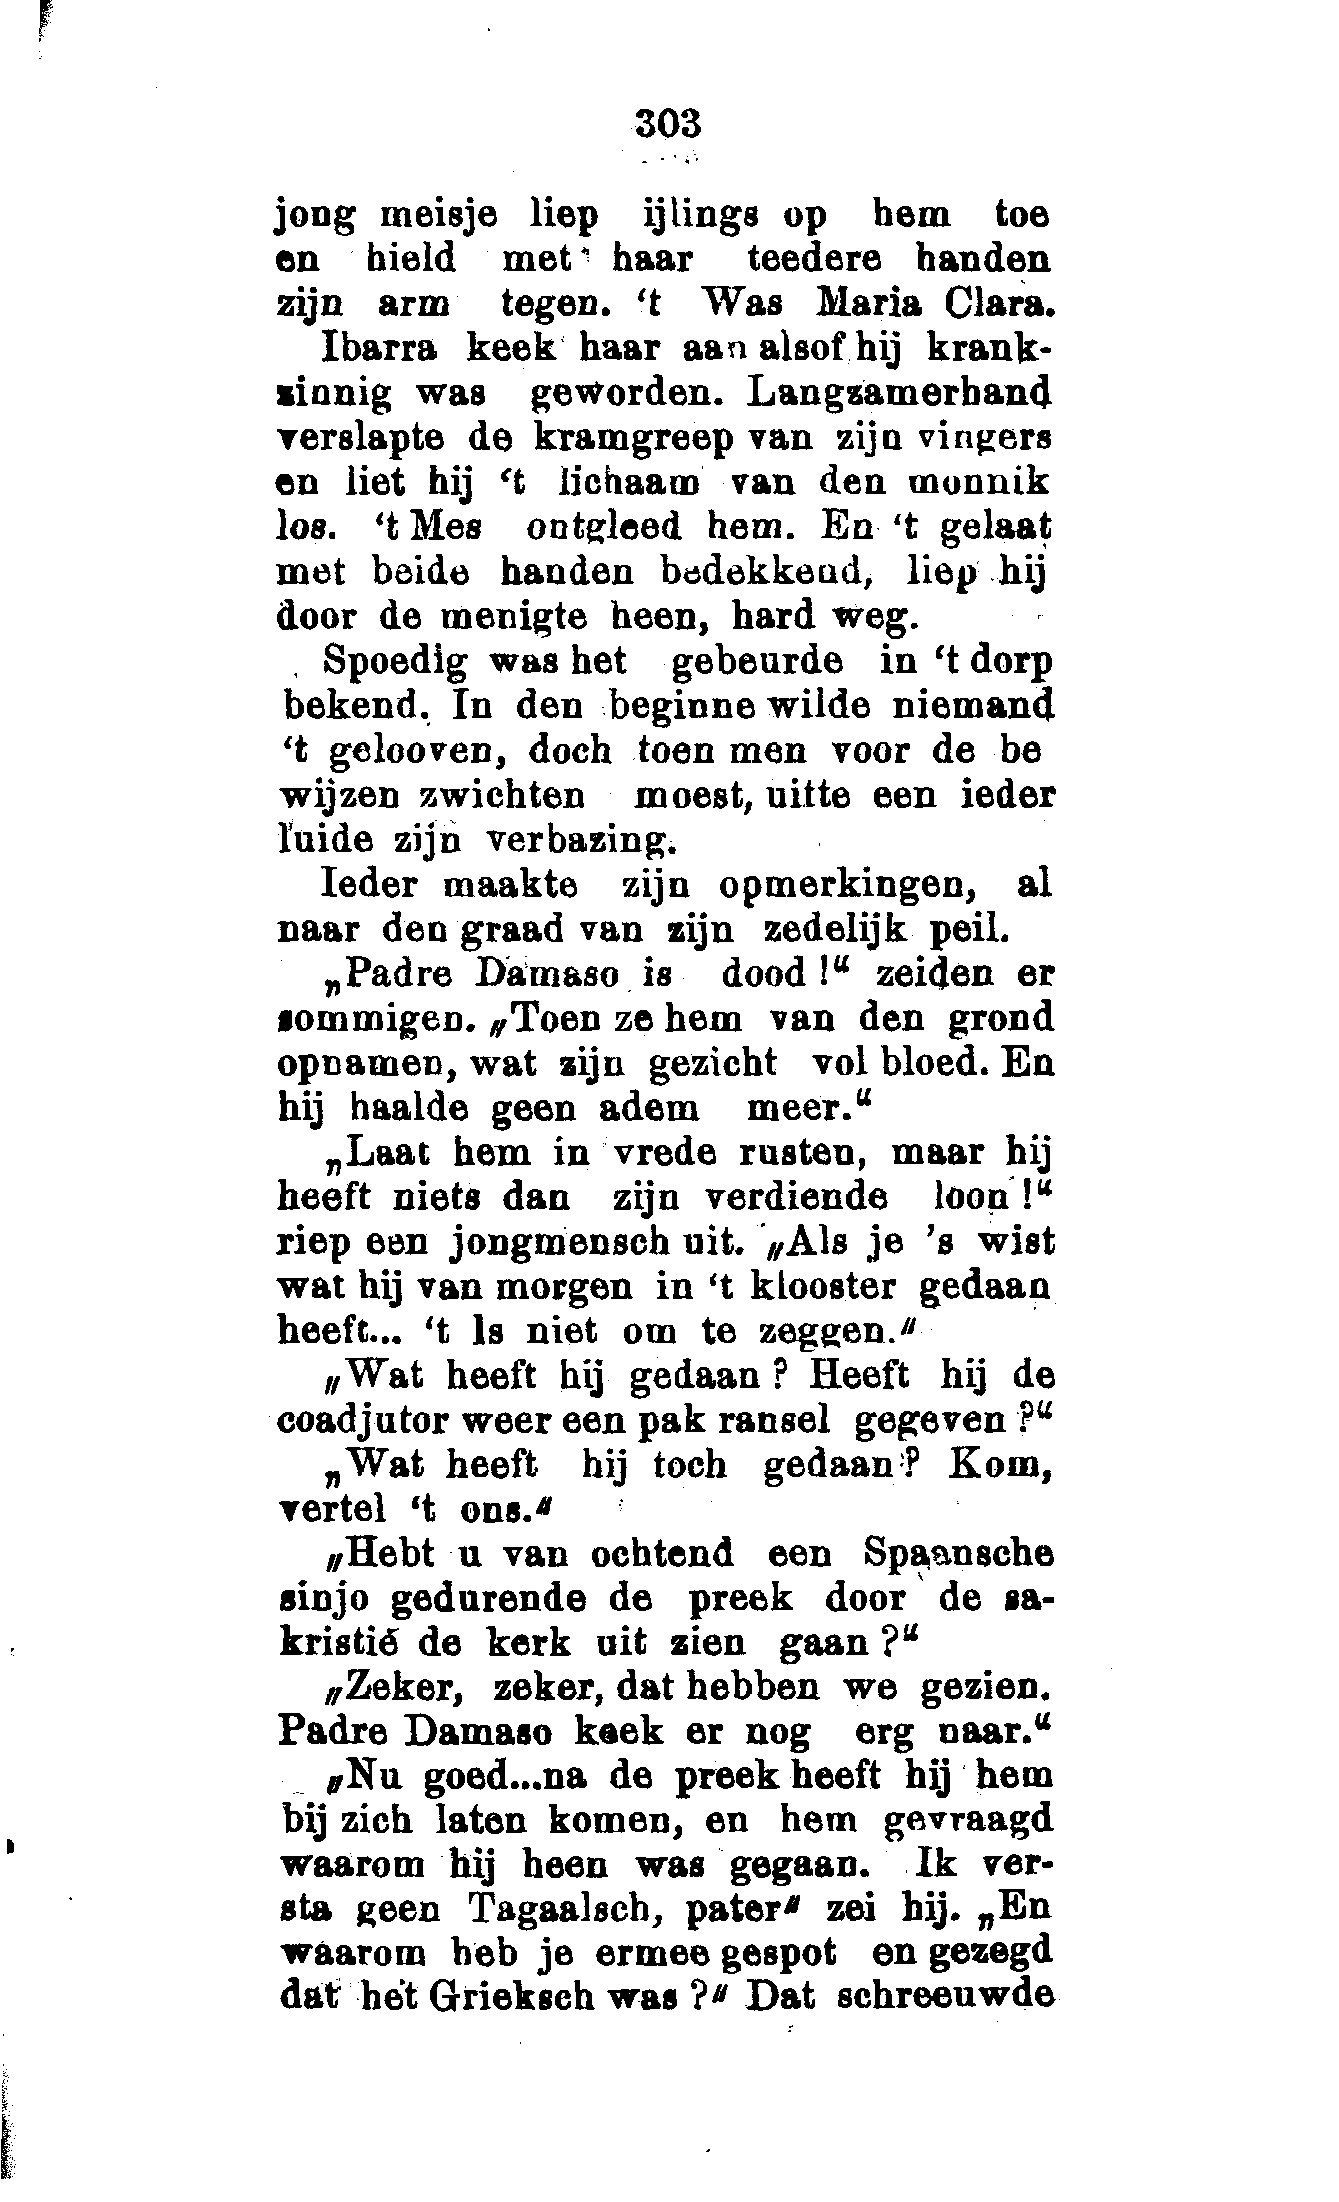 303
jong meisje liep ijlings op hem toe
en hield met haar teedere handen
zijn arm tegen. ‘t Was Maria Clara.
Ibarra keek haar aan alsof hij krank-
zinnig was geworden. Langzamerhand
verslapte de kramgreep van zijn vingers
en liet hij ‘t lichaam van den monnik
los. ‘t Mes ontgleed hem. En ‘t gelaat
met beide handen bedekkend, liep hij
door de menigte heen, hard weg.
Spoedig was het gebeurde in ‘t dorp
bekend. In den beginne wilde niemand
‘t gelooven, doch toen men voor de be
wijzen zwichten moest, uitte een ieder
luide zijn verbazing.
Ieder maakte zijn opmerkingen, al
naar den graad van zijn zedelijk peil.
„Padre Damaso is dood !“ zeiden er
sommigen. „Toen ze hem van den grond
opnamen, wat zijn gezicht vol bloed. En
hij haalde geen adem meer.“
„Laat hem in vrede rusten, maar hij
heeft niets dan zijn verdiende loon !“
riep een jongmensch uit. „Als je ’s wist
wat hij van morgen in ‘t klooster gedaan
heeft... ‘t Is niet om te zeggen.“
„Wat heeft hij gedaan ? Heeft hij de
coadjutor weer een pak ransel gegeven ?“
„Wat heeft hij toch gedaan ? Kom,
vertel ‘t ons.“
„Hebt u van ochtend een Spaansche
sinjo gedurende de preek door de sa-
kristié de kerk uit zien gaan ?“
„Zeker, zeker, dat hebben we gezien.
Padre Damaso keek er nog erg naar.“
„Nu goed...na de preek heeft hij hem
bij zich laten komen, en hem gevraagd
waarom hij heen was gegaan. Ik ver-
sta geen Tagaalsch, pater“ zei hij. „En
waarom heb je ermee gespot en gezegd
dat het Grieksch was ?“ Dat schreeuwde